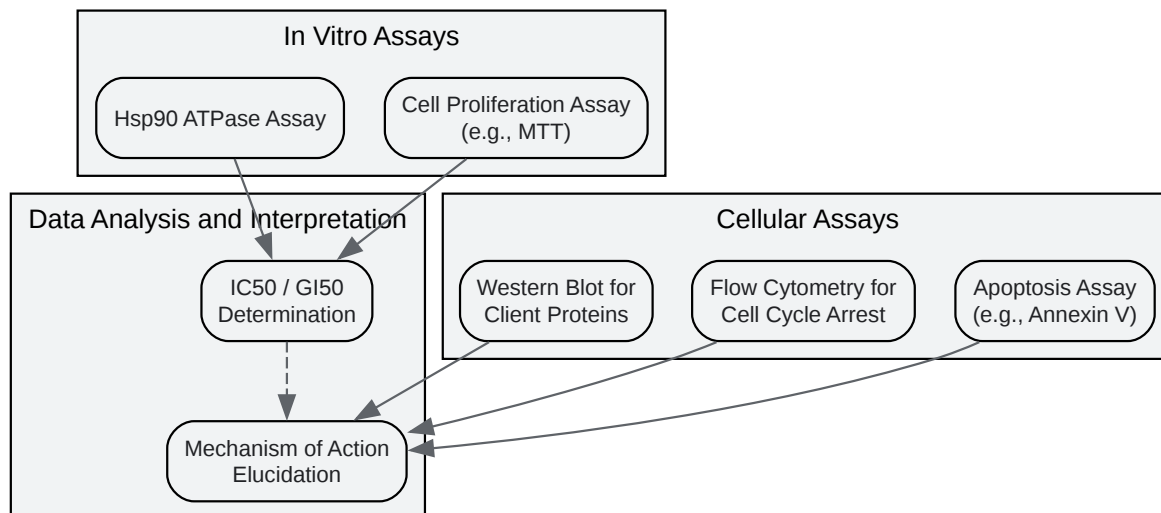 In Vitro Assays
Hsp90 ATPase Assay
Cell Proliferation Assay
(e.g., MTT)
Data Analysis and Interpretation
IC50 / GI50
Determination
Mechanism of Action
Elucidation
Cellular Assays
Western Blot for
Client Proteins
Flow Cytometry for
Cell Cycle Arrest
Apoptosis Assay
(e.g., Annexin V)